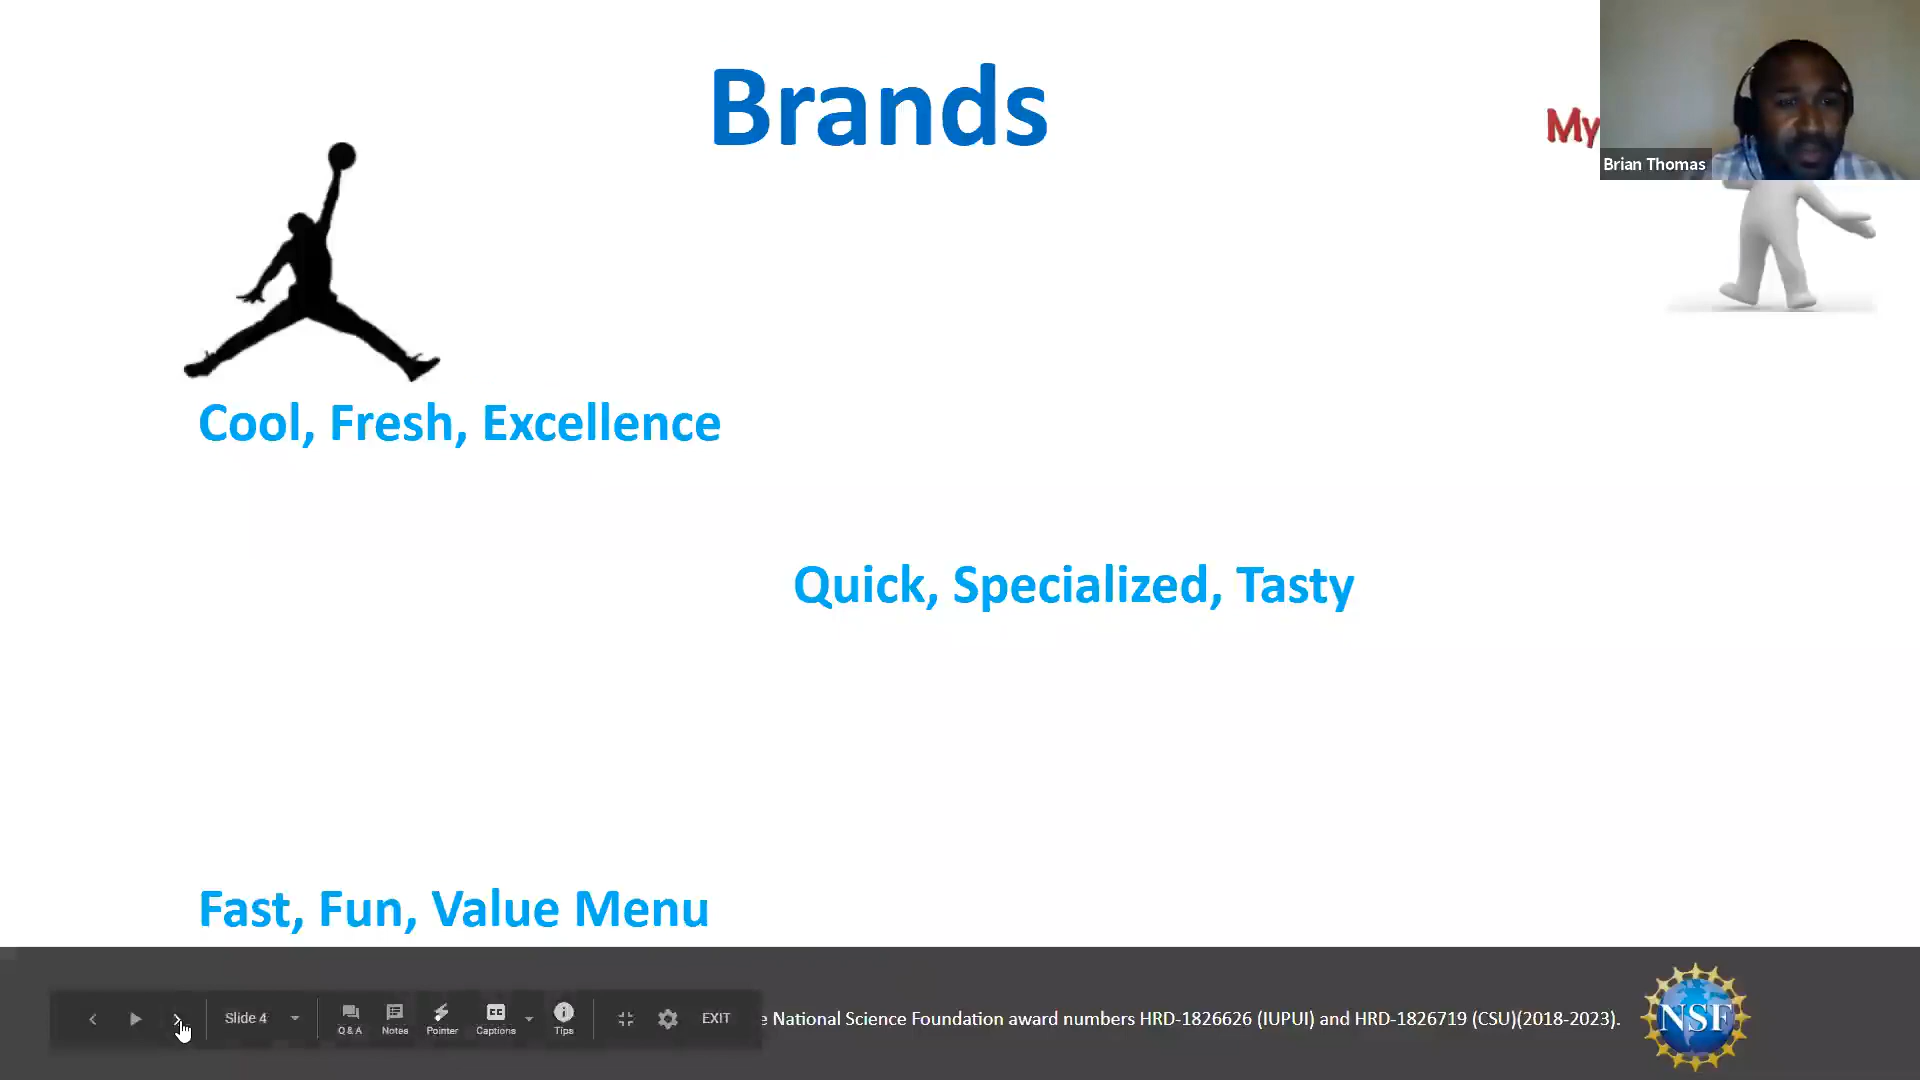 Brands
My
Brian Thomas
Cool, Fresh, Excellence
Quick, Specialized, Tasty
Fast, Fun, Value Menu
Slide 4
Q & A
Notes
Pointer
CC
Captions
Tips
EXIT
e National Science Foundation award numbers HRD-1826626 (IUPUI) and HRD-1826719 (CSU)(2018-2023).
NSF